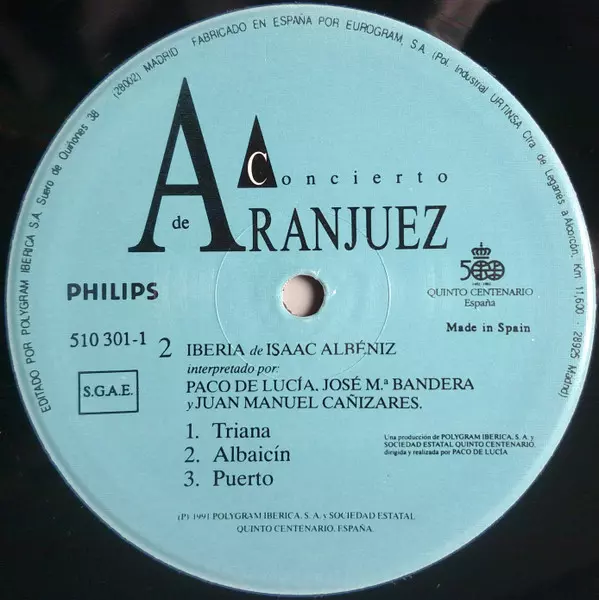 EDITADO POR POLYGRAM IBERICA S.A. Suero de Quiñones 38 (28002) MADRID FABRICADO EN ESPAÑA POR EUROGRAM, S.A. (Pol. Industrial URTINSA Ctra. de Leganés a Alcorcón, Km. 11,600 - 28925 Madrid)
Concierto
de ARANJUEZ
500
PHILIPS
QUINTO CENTENARIO
España
510 301-1
Made in Spain
2 IBERIA de ISAAC ALBÉNIZ
interpretado por:
S.G.A.E.
PACO DE LUCÍA. JOSÉ M.ª BANDERA
y JUAN MANUEL CAÑIZARES.
1. Triana
2. Albaicín
3. Puerto
Una producción de POLYGRAM IBERICA, S. A. y
SOCIEDAD ESTATAL QUINTO CENTENARIO,
dirigida y realizada por PACO DE LUCÍA
(P) 1991 POLYGRAM IBERICA, S. A. y SOCIEDAD ESTATAL
QUINTO CENTENARIO. ESPAÑA.